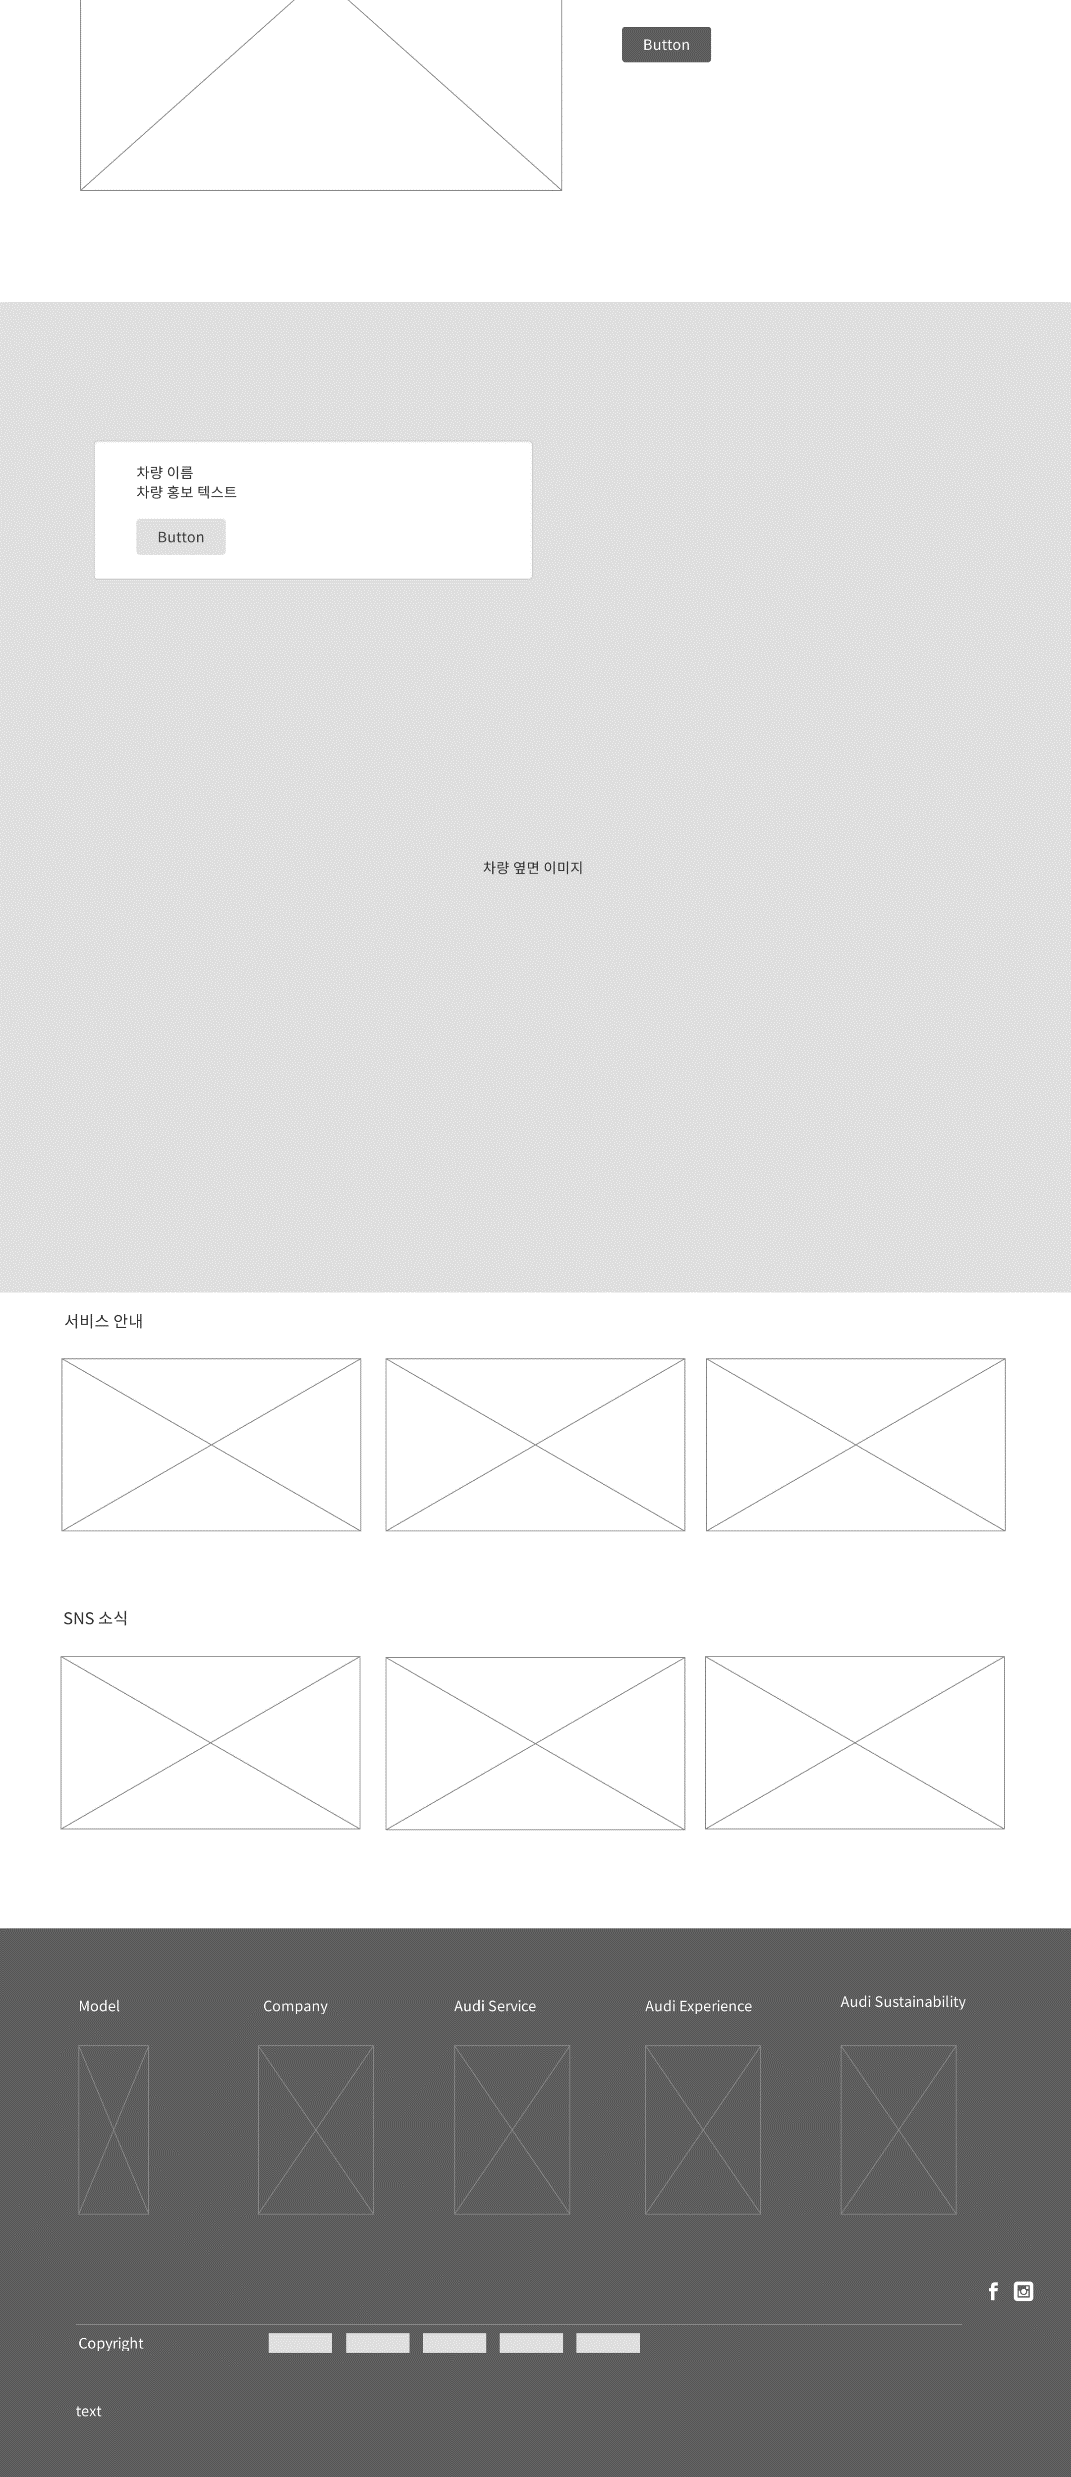 Button
차량 이름
차량 홍보 텍스트
Button
차량 옆면 이미지
서비스 안내
SNS 소식
Model
Company
Audi Service
Audi Experience
Audi Sustainability
Copyright
text